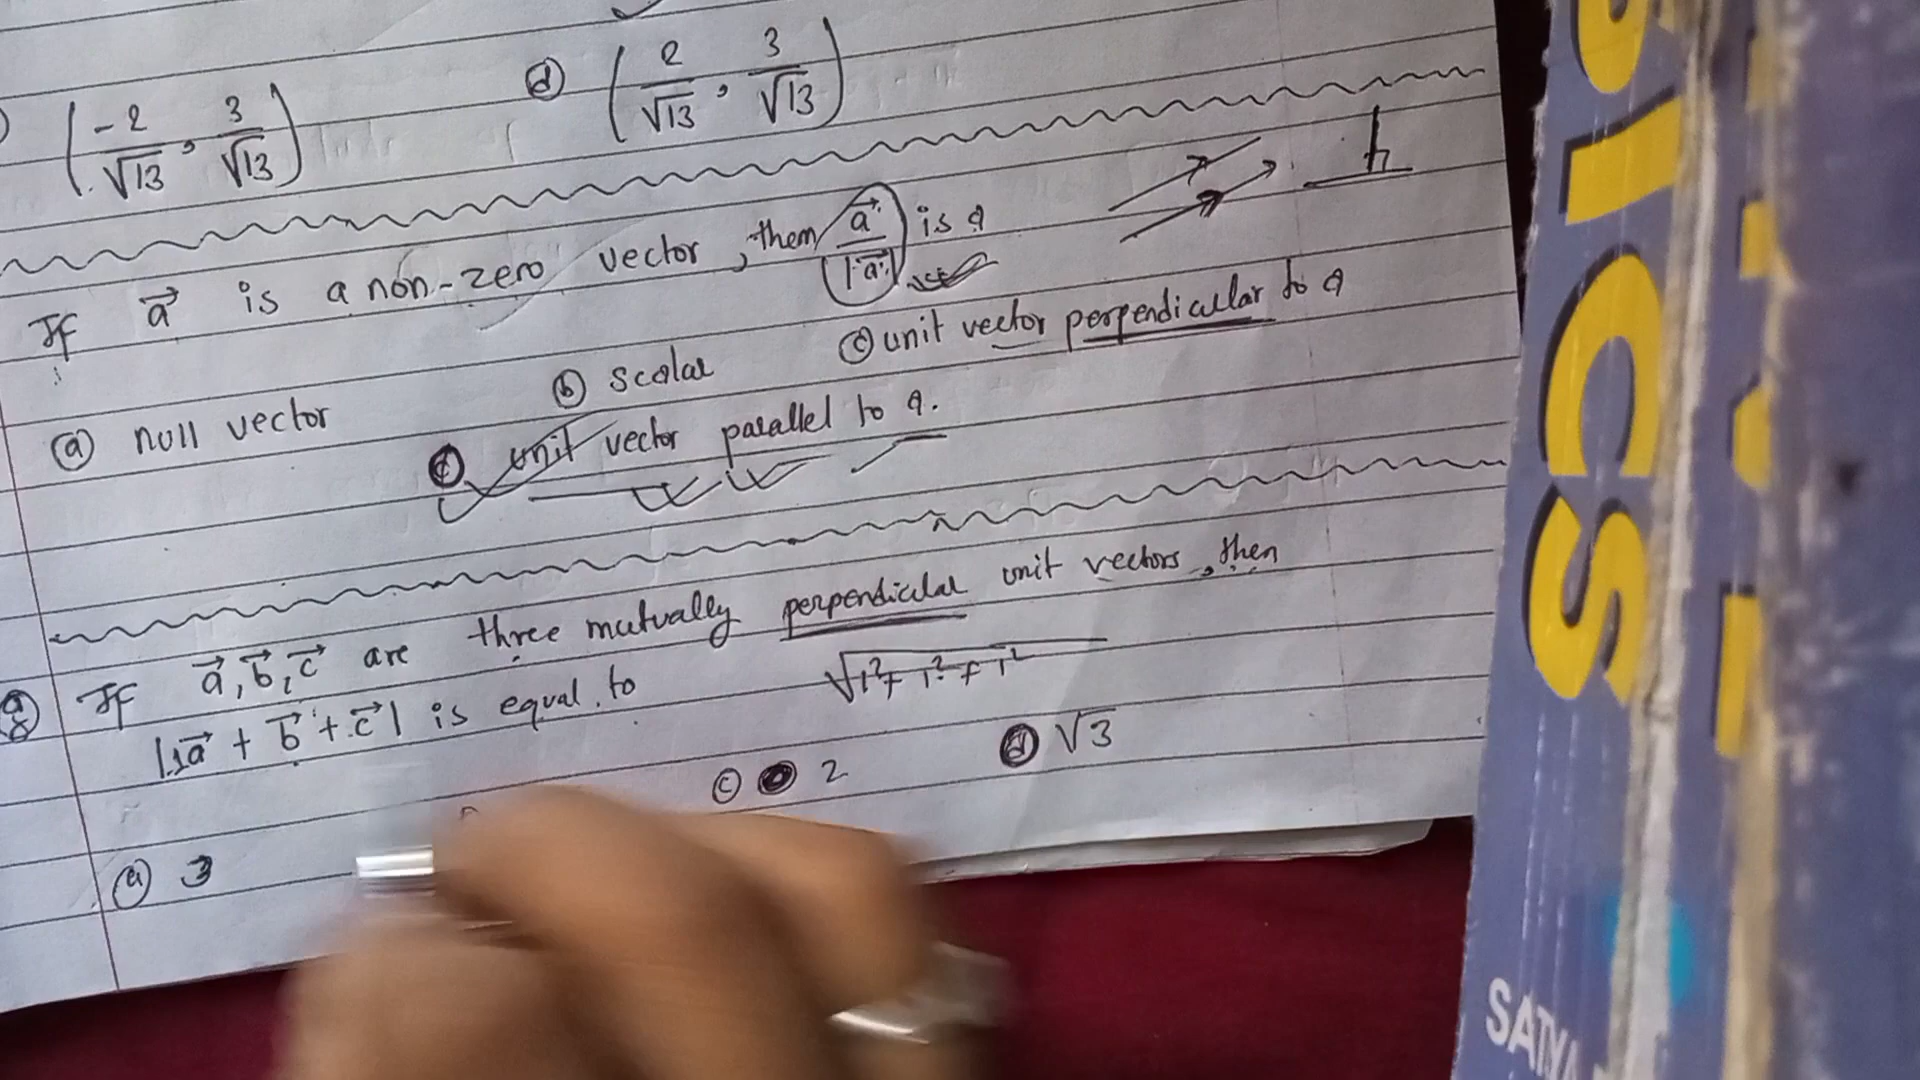 (-2/√13, 3/√13) ⓓ (2/√13, 3/√13)
If a⃗ is a non-zero vector, then a⃗/|a⃗| is a
ⓐ null vector ⓑ scalar ⓒ unit vector perpendicular to a
unit vector parallel to a.
If a⃗, b⃗, c⃗ are three mutually perpendicular unit vectors, then
|1a⃗ + b⃗ + c⃗| is equal to √1²+1²+1²
ⓐ 3 ⓒ 2 ⓓ √3
SATYA